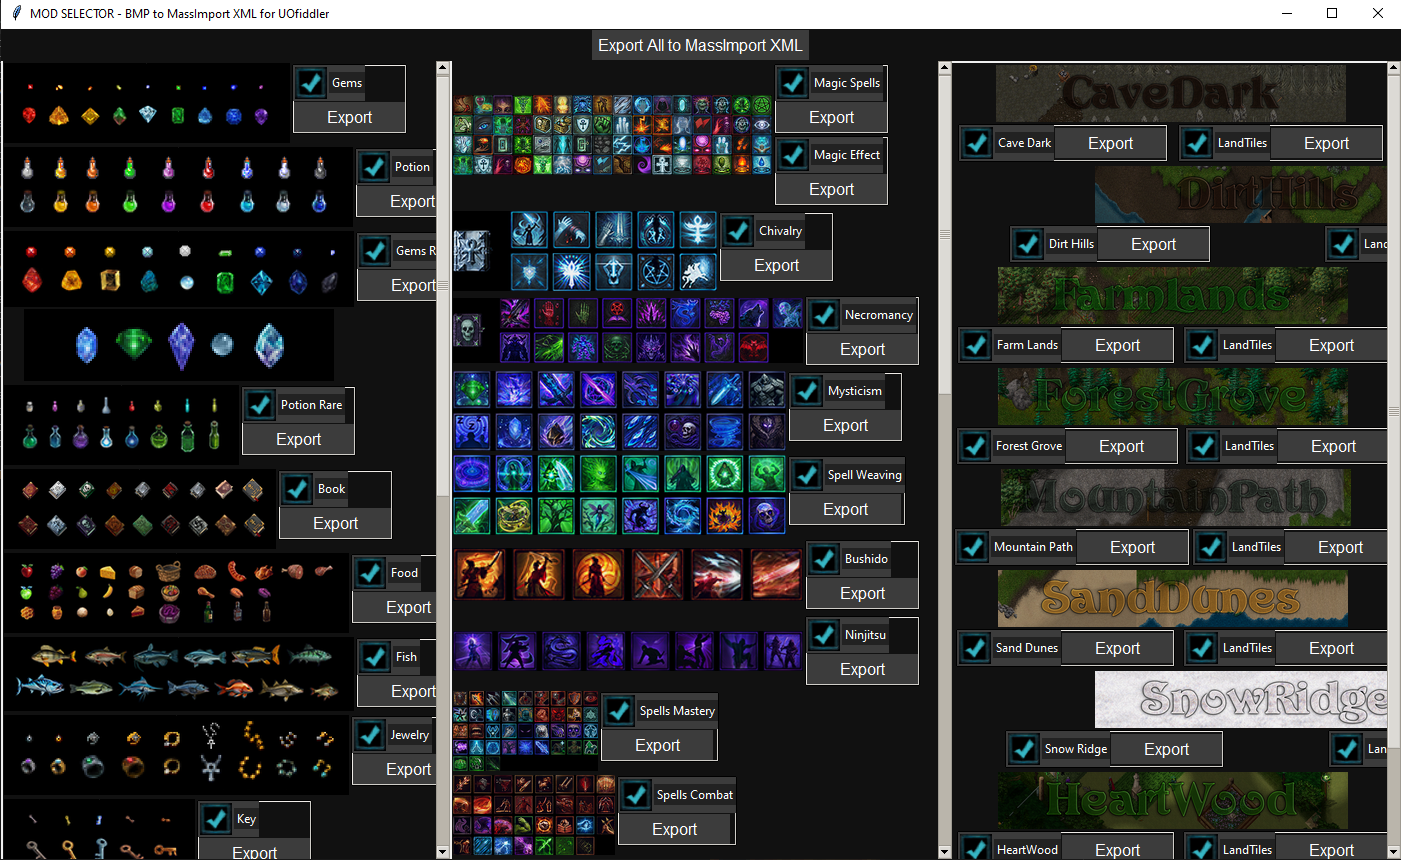 MOD SELECTOR - BMP to MassImport XML for UOfiddler
Export All to MassImport XML
Gems
Export
Potion
Export
Gems R
Export
Potion Rare
Export
Book
Export
Food
Export
Fish
Export
Jewelry
Export
Key
Export
Magic Spells
Export
Magic Effect
Export
Chivalry
Export
Necromancy
Export
Mysticism
Export
Spell Weaving
Export
Bushido
Export
Ninjitsu
Export
Spells Mastery
Export
Spells Combat
Export
CaveDark
Cave Dark Export LandTiles Export
DirtHills
Dirt Hills Export Land
FarmLands
Farm Lands Export LandTiles Export
ForestGrove
Forest Grove Export LandTiles Export
MountainPath
Mountain Path Export LandTiles Export
SandDunes
Sand Dunes Export LandTiles Export
SnowRidge
Snow Ridge Export Lan
HeartWood
HeartWood Export LandTiles Export